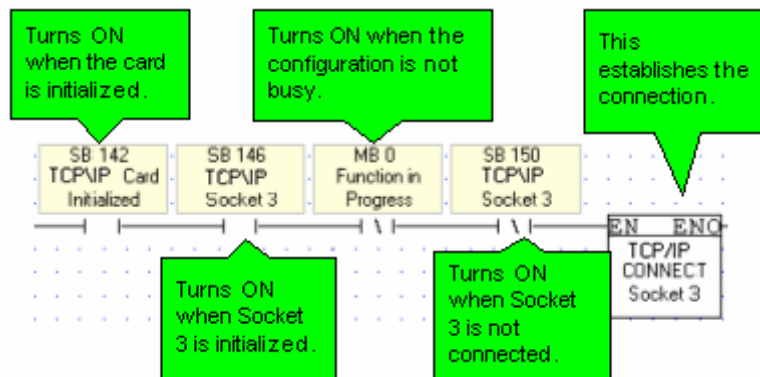 Turns ON
when the card
is initialized.
Turns ON when the
configuration is not
busy.
This
establishes the
connection.
SB 142
TCP\IP Card
Initialized
SB 146
TCP\IP
Socket 3
MB 0
Function in
Progress
SB 150
TCP\IP
Socket 3
EN ENO
TCP/IP
CONNECT
Socket 3
Turns ON
when Socket
3 is initialized.
Turns ON
when Socket
3 is not
connected.